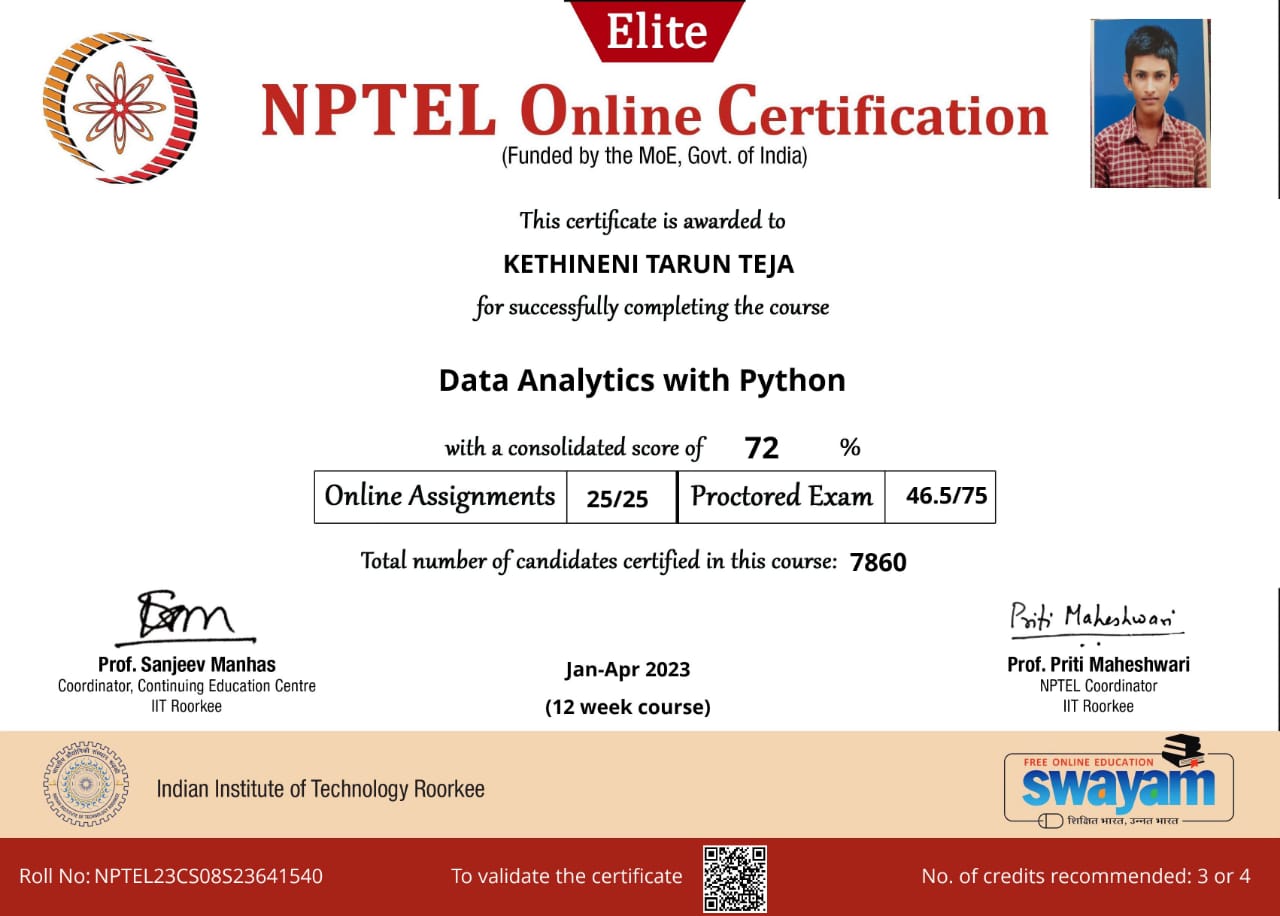 Elite
NPTEL Online Certification
(Funded by the MoE, Govt. of India)
This certificate is awarded to
KETHINENI TARUN TEJA
for successfully completing the course
Data Analytics with Python
with a consolidated score of 72 %
Online Assignments 25/25 Proctored Exam 46.5/75
Total number of candidates certified in this course: 7860
Priti Maheshwari
Prof. Sanjeev Manhas
Coordinator, Continuing Education Centre
IIT Roorkee
Jan-Apr 2023
(12 week course)
Prof. Priti Maheshwari
NPTEL Coordinator
IIT Roorkee
Indian Institute of Technology Roorkee
FREE ONLINE EDUCATION
swayam
शिक्षित भारत, उन्नत भारत
Roll No: NPTEL23CS08S23641540
To validate the certificate
No. of credits recommended: 3 or 4